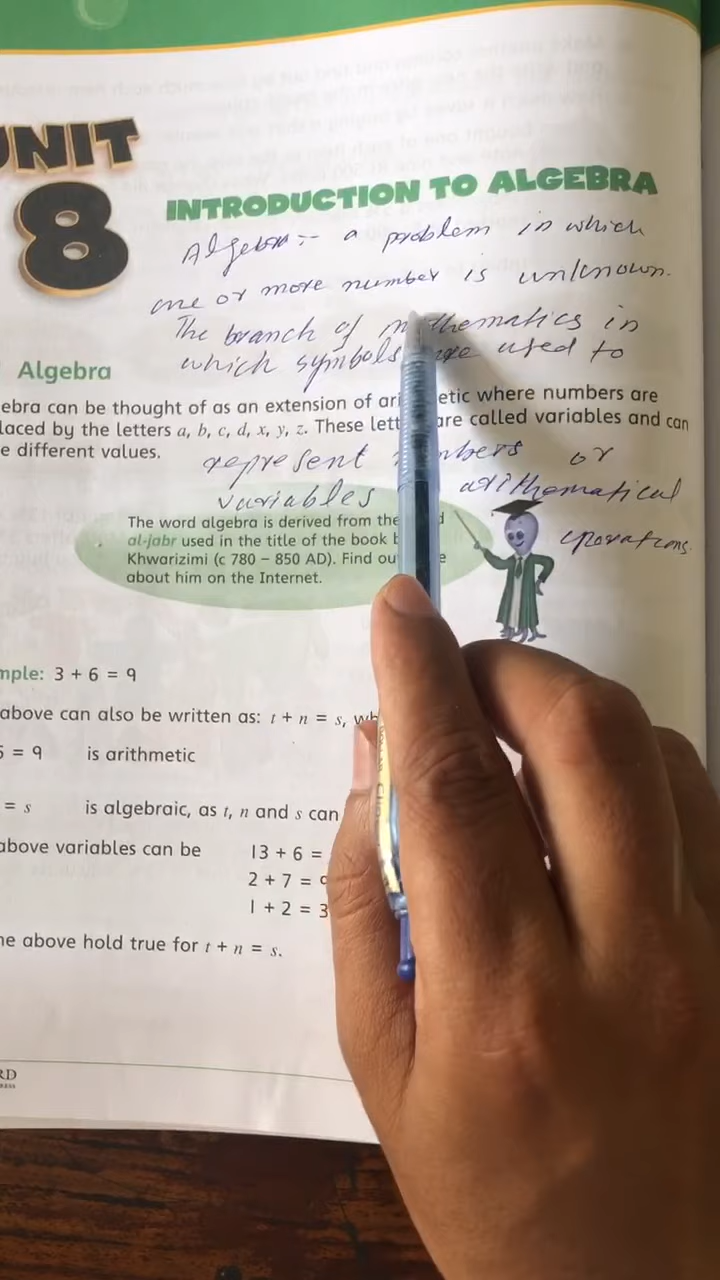 UNIT
8
INTRODUCTION TO ALGEBRA
Algebra:- a problem in which
one or more number is unknown.
The branch of mathematics in
which symbols are used to
Algebra
ebra can be thought of as an extension of ari etic where numbers are
laced by the letters a, b, c, d, x, y, z. These lett are called variables and can
e different values.
represent mbers or
variables arithematical
operations.
The word algebra is derived from the d
al-jabr used in the title of the book b
Khwarizimi (c 780 – 850 AD). Find ou e
about him on the Internet.
mple: 3 + 6 = 9
above can also be written as: t + n = s, wh
6 = 9 is arithmetic
= s is algebraic, as t, n and s can
above variables can be 13 + 6 =
2 + 7 = 9
1 + 2 = 3
he above hold true for t + n = s.
RD